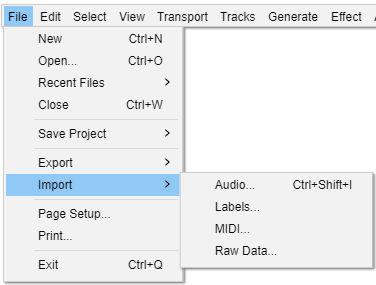 File Edit Select View Transport Tracks Generate Effect
New Ctrl+N
Open... Ctrl+O
Recent Files >
Close Ctrl+W
Save Project >
Export >
Import >
Audio... Ctrl+Shift+I
Labels...
MIDI...
Raw Data...
Page Setup...
Print...
Exit Ctrl+Q